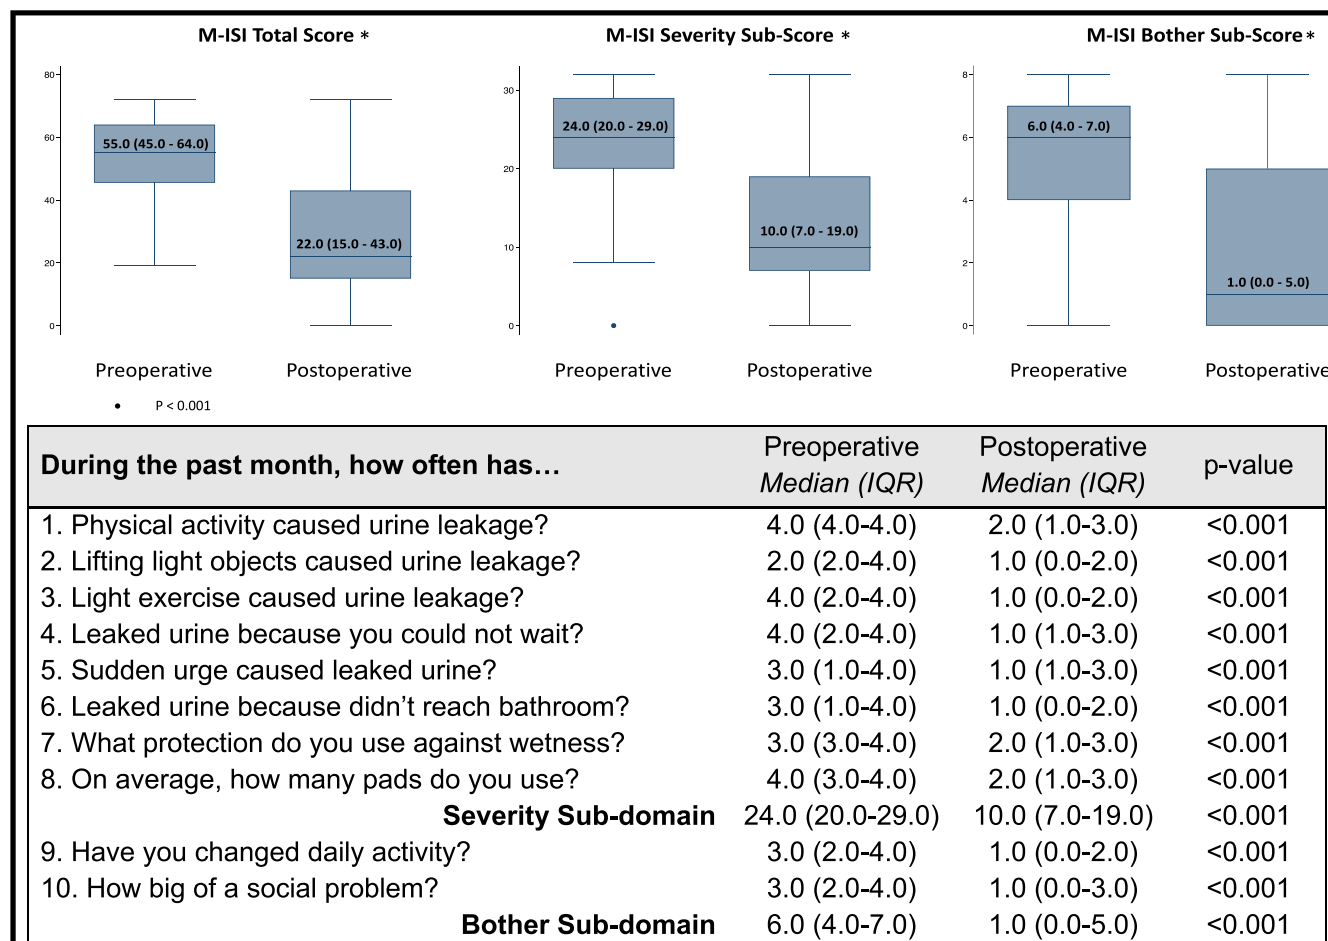 M-ISI Total Score *
M-ISI Severity Sub-Score *
M-ISI Bother Sub-Score *
80
60
40
20
0
55.0 (45.0 - 64.0)
22.0 (15.0 - 43.0)
Preoperative
Postoperative
30
20
10
0
24.0 (20.0 - 29.0)
10.0 (7.0 - 19.0)
Preoperative
Postoperative
8
6
4
2
0
6.0 (4.0 - 7.0)
1.0 (0.0 - 5.0)
Preoperative
Postoperative
• P < 0.001
During the past month, how often has… Preoperative Median (IQR) Postoperative Median (IQR) p-value
1. Physical activity caused urine leakage? 4.0 (4.0-4.0) 2.0 (1.0-3.0) <0.001
2. Lifting light objects caused urine leakage? 2.0 (2.0-4.0) 1.0 (0.0-2.0) <0.001
3. Light exercise caused urine leakage? 4.0 (2.0-4.0) 1.0 (0.0-2.0) <0.001
4. Leaked urine because you could not wait? 4.0 (2.0-4.0) 1.0 (1.0-3.0) <0.001
5. Sudden urge caused leaked urine? 3.0 (1.0-4.0) 1.0 (1.0-3.0) <0.001
6. Leaked urine because didn't reach bathroom? 3.0 (1.0-4.0) 1.0 (0.0-2.0) <0.001
7. What protection do you use against wetness? 3.0 (3.0-4.0) 2.0 (1.0-3.0) <0.001
8. On average, how many pads do you use? 4.0 (3.0-4.0) 2.0 (1.0-3.0) <0.001
Severity Sub-domain 24.0 (20.0-29.0) 10.0 (7.0-19.0) <0.001
9. Have you changed daily activity? 3.0 (2.0-4.0) 1.0 (0.0-2.0) <0.001
10. How big of a social problem? 3.0 (2.0-4.0) 1.0 (0.0-3.0) <0.001
Bother Sub-domain 6.0 (4.0-7.0) 1.0 (0.0-5.0) <0.001